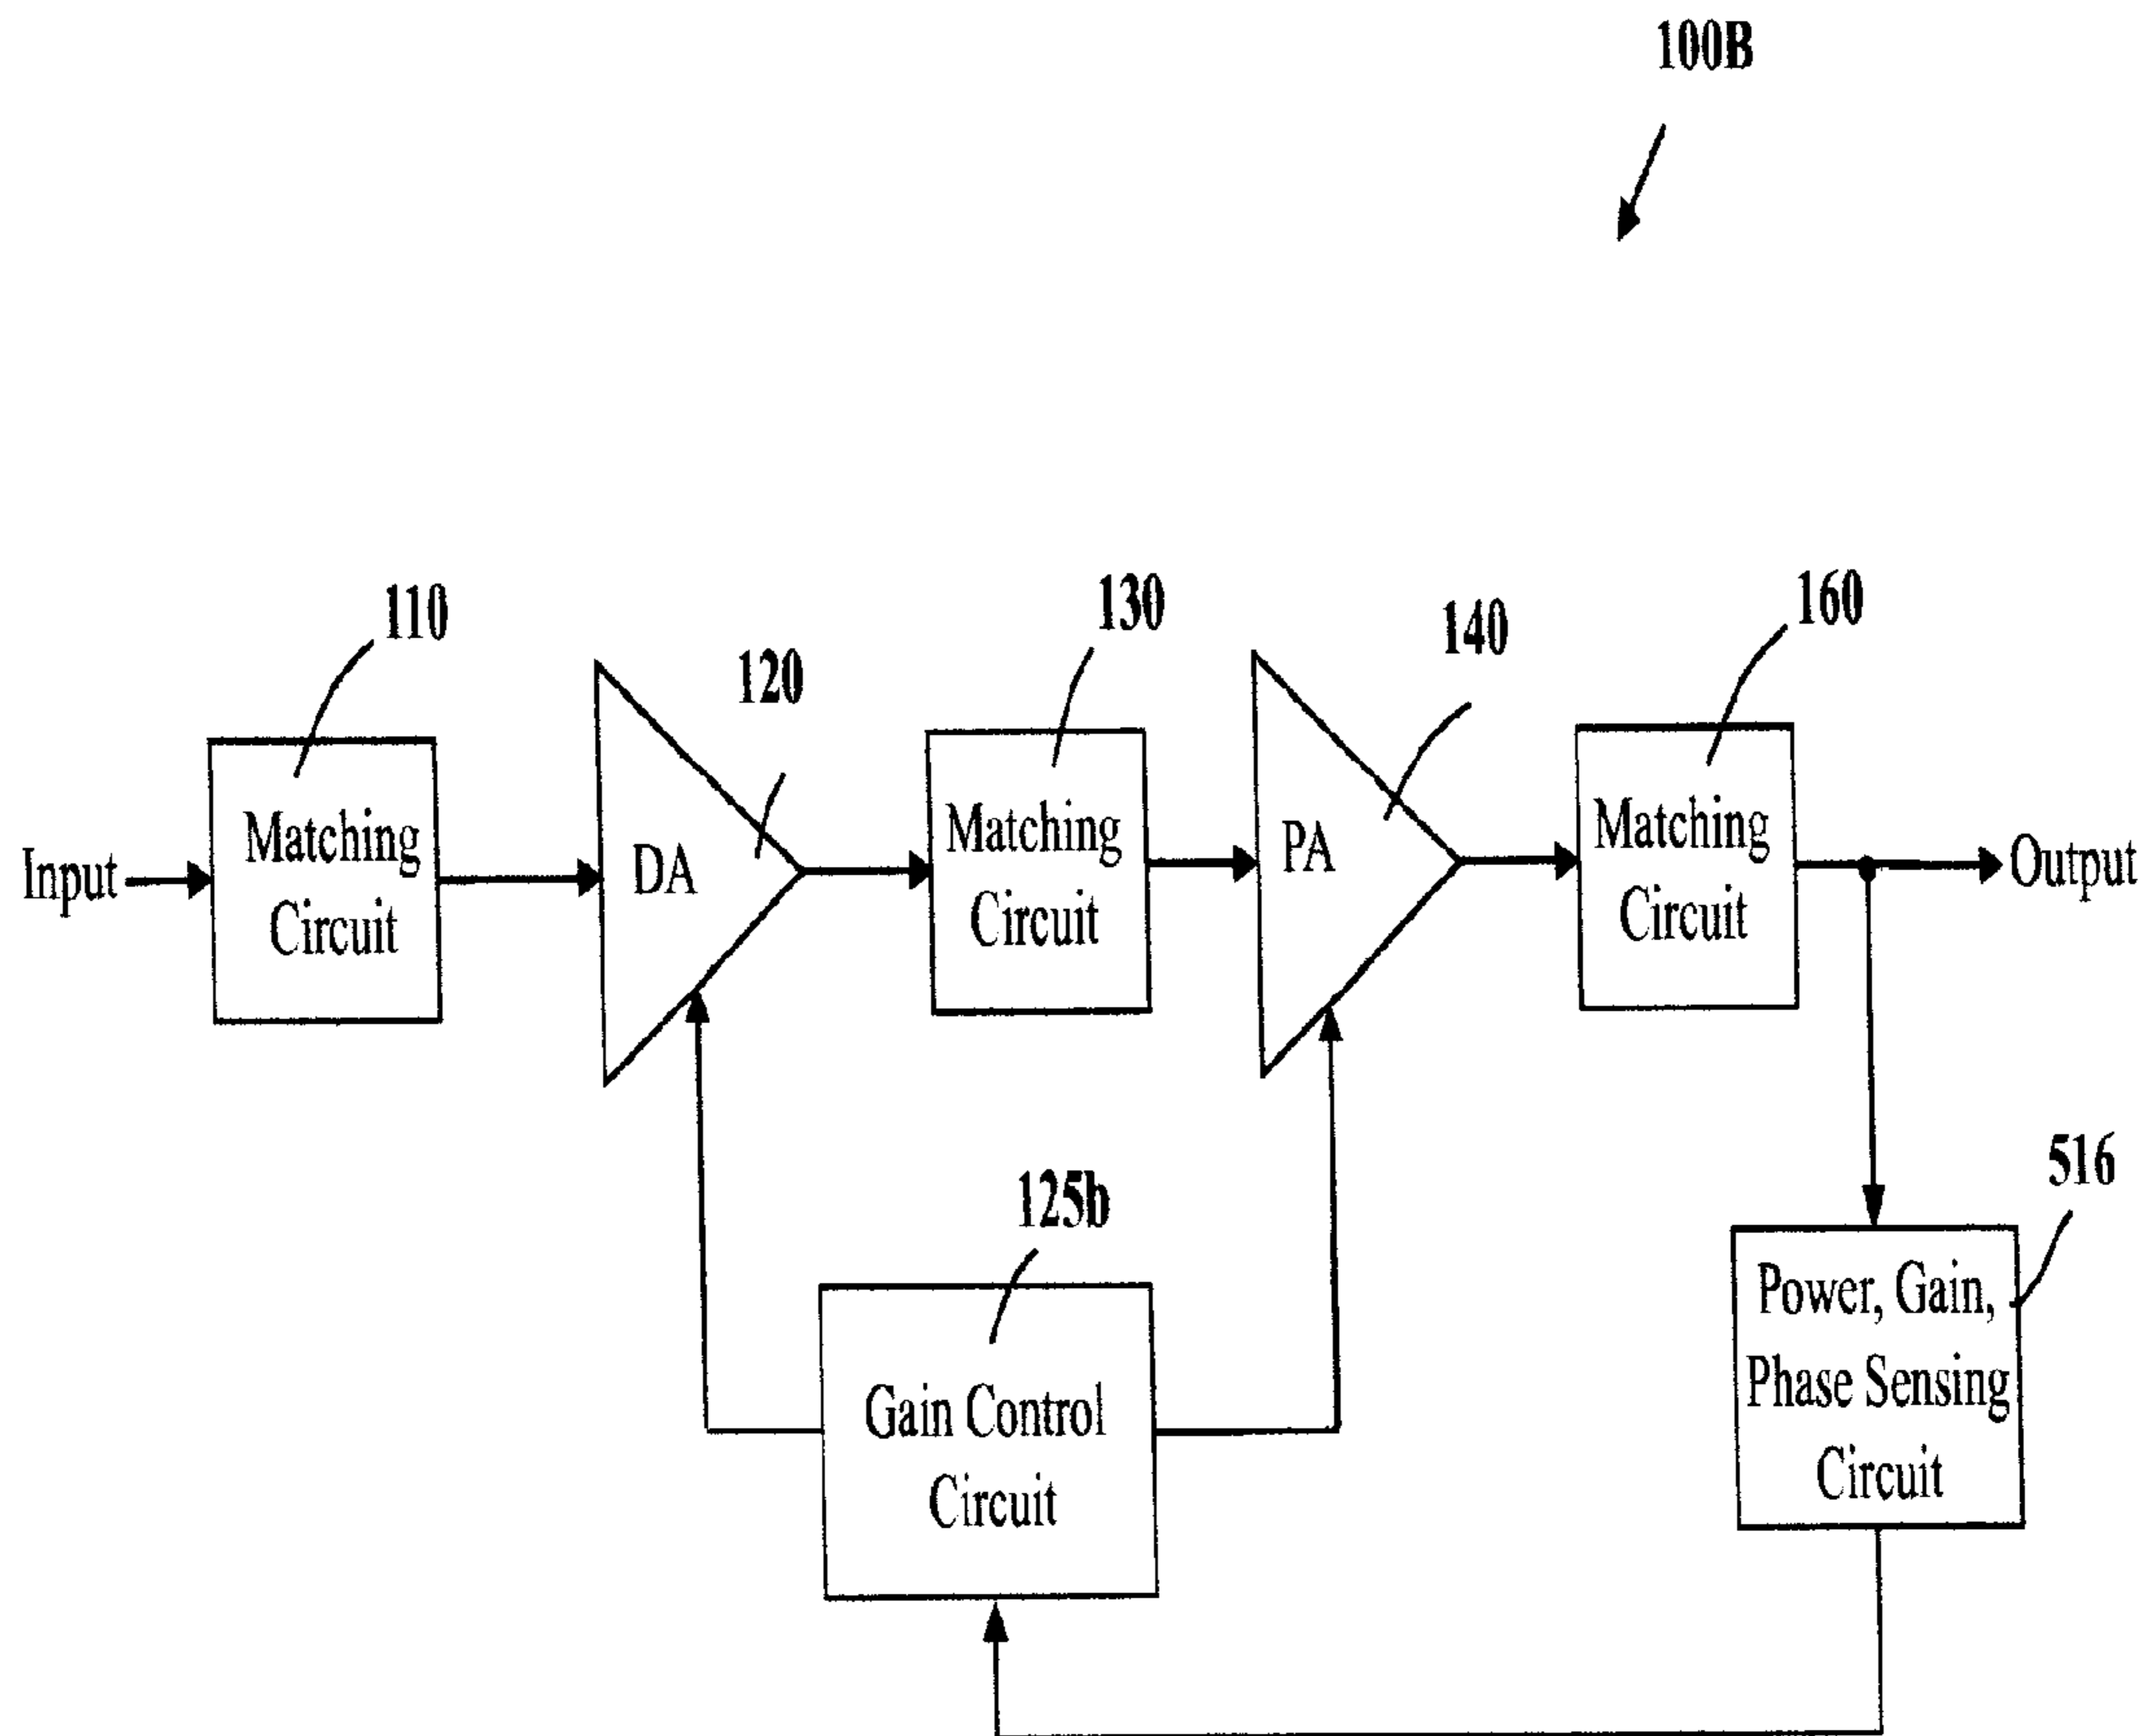 100B
110
120
130
140
160
Input
Matching
Circuit
DA
Matching
Circuit
PA
Matching
Circuit
Output
125b
516
Gain Control
Circuit
Power, Gain,
Phase Sensing
Circuit